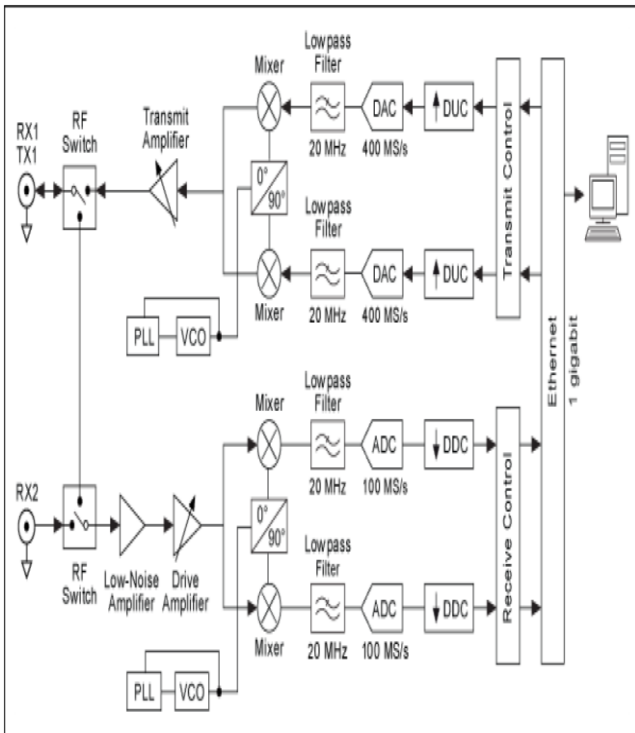 Mixer
Lowpass
Filter
20 MHz
DAC
400 MS/s
DUC
Transmit Control
Ethernet
1 gigabit
RX1
TX1
RF
Switch
Transmit
Amplifier
0°
90°
Mixer
Lowpass
Filter
20 MHz
DAC
400 MS/s
DUC
PLL
VCO
Mixer
Lowpass
Filter
20 MHz
ADC
100 MS/s
DDC
Receive Control
RX2
RF
Switch
Low-Noise
Amplifier
Drive
Amplifier
0°
90°
Mixer
Lowpass
Filter
20 MHz
ADC
100 MS/s
DDC
PLL
VCO